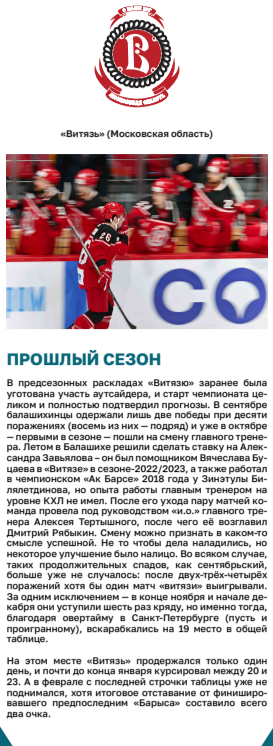 «Витязь» (Московская область)
26
CO
ПРОШЛЫЙ СЕЗОН
В предсезонных раскладах «Витязю» заранее была
уготована участь аутсайдера, и старт чемпионата це-
ликом и полностью подтвердил прогнозы. В сентябре
балашихинцы одержали лишь две победы при десяти
поражениях (восемь из них – подряд) и уже в октябре
– первыми в сезоне – пошли на смену главного трене-
ра. Летом в Балашихе решили сделать ставку на Алек-
сандра Завьялова – он был помощником Вячеслава Бу-
цаева в «Витязе» в сезоне-2022/2023, а также работал
в чемпионском «Ак Барсе» 2018 года у Зинэтулы Би-
лялетдинова, но опыта работы главным тренером на
уровне КХЛ не имел. После его ухода пару матчей ко-
манда провела под руководством «и.о.» главного тре-
нера Алексея Тертышного, после чего её возглавил
Дмитрий Рябыкин. Смену можно признать в каком-то
смысле успешной. Не то чтобы дела наладились, но
некоторое улучшение было налицо. Во всяком случае,
таких продолжительных спадов, как сентябрьский,
больше уже не случалось: после двух-трёх-четырёх
поражений хотя бы один матч «витязи» выигрывали.
За одним исключением – в конце ноября и начале де-
кабря они уступили шесть раз кряду, но именно тогда,
благодаря овертайму в Санкт-Петербурге (пусть и
проигранному), вскарабкались на 19 место в общей
таблице.
На этом месте «Витязь» продержался только один
день, и почти до конца января курсировал между 20 и
23. А в феврале с последней строчки таблицы уже не
поднимался, хотя итоговое отставание от финиширо-
вавшего предпоследним «Барыса» составило всего
два очка.